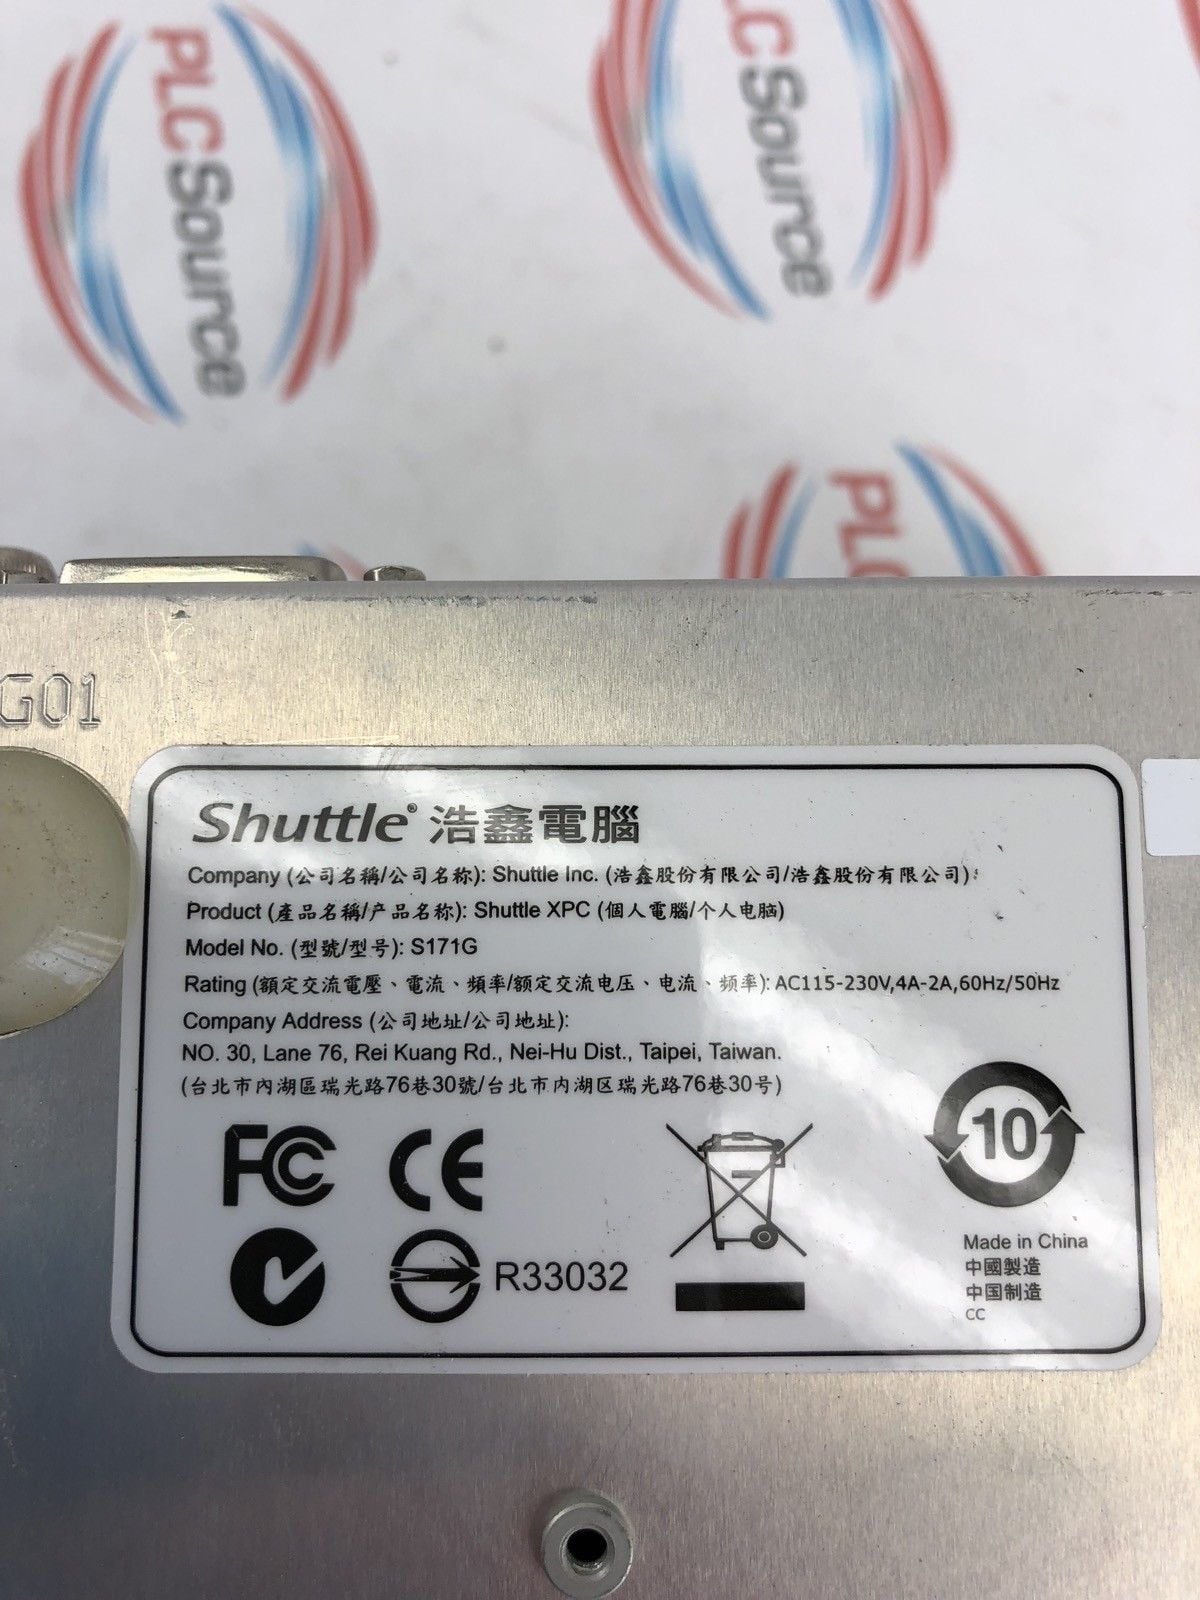 PLCSource
PLCSource
PLC
G01
Shuttle® 浩鑫電腦
Company (公司名稱/公司名称): Shuttle Inc. (浩鑫股份有限公司/浩鑫股份有限公司)
Product (產品名稱/产品名称): Shuttle XPC (個人電腦/个人电脑)
Model No. (型號/型号): S171G
Rating (額定交流電壓、電流、頻率/额定交流电压、电流、频率): AC115-230V,4A-2A,60Hz/50Hz
Company Address (公司地址/公司地址):
NO. 30, Lane 76, Rei Kuang Rd., Nei-Hu Dist., Taipei, Taiwan.
(台北市內湖區瑞光路76巷30號/台北市内湖区瑞光路76巷30号)
FC CE
10
R33032
Made in China
中國製造
中国制造
CC